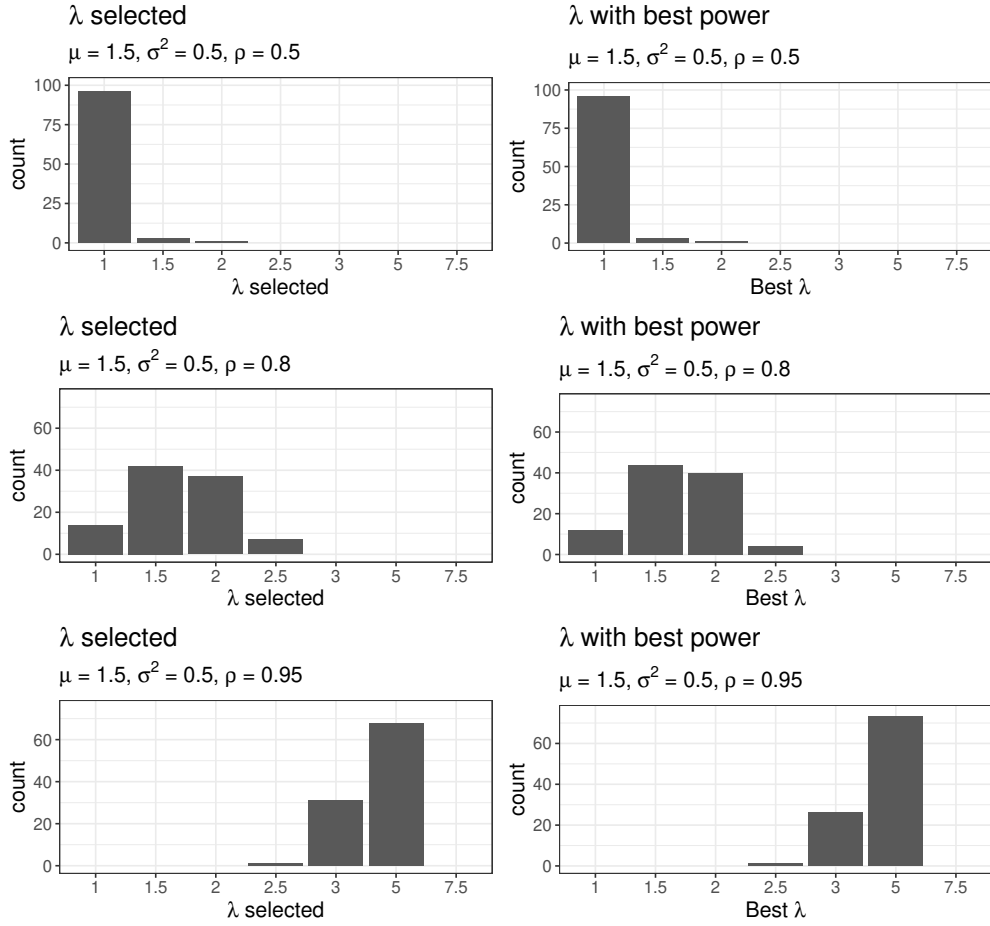 λ selected
μ = 1.5, σ² = 0.5, ρ = 0.5
100
75
50
25
0
count
1 1.5 2 2.5 3 5 7.5
λ selected
λ with best power
μ = 1.5, σ² = 0.5, ρ = 0.5
100
75
50
25
0
count
1 1.5 2 2.5 3 5 7.5
Best λ
λ selected
μ = 1.5, σ² = 0.5, ρ = 0.8
60
40
20
0
count
1 1.5 2 2.5 3 5 7.5
λ selected
λ with best power
μ = 1.5, σ² = 0.5, ρ = 0.8
60
40
20
0
count
1 1.5 2 2.5 3 5 7.5
Best λ
λ selected
μ = 1.5, σ² = 0.5, ρ = 0.95
60
40
20
0
count
1 1.5 2 2.5 3 5 7.5
λ selected
λ with best power
μ = 1.5, σ² = 0.5, ρ = 0.95
60
40
20
0
count
1 1.5 2 2.5 3 5 7.5
Best λ